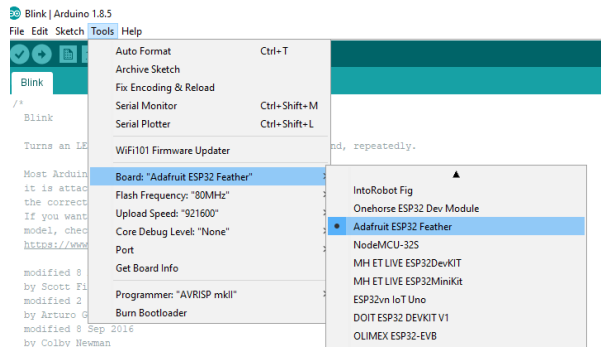 Blink | Arduino 1.8.5
File Edit Sketch Tools Help
Blink
Auto Format Ctrl+T
Archive Sketch
Fix Encoding & Reload
Serial Monitor Ctrl+Shift+M
Serial Plotter Ctrl+Shift+L
WiFi101 Firmware Updater
Board: "Adafruit ESP32 Feather"
Flash Frequency: "80MHz"
Upload Speed: "921600"
Core Debug Level: "None"
Port
Get Board Info
Programmer: "AVRISP mkII"
Burn Bootloader
IntoRobot Fig
Onehorse ESP32 Dev Module
Adafruit ESP32 Feather
NodeMCU-32S
MH ET LIVE ESP32DevKIT
MH ET LIVE ESP32MiniKit
ESP32vn IoT Uno
DOIT ESP32 DEVKIT V1
OLIMEX ESP32-EVB
/*
Blink
Turns an LE nd, repeatedly.
Most Arduin
it is attac
the correct
If you want
model, chec
https://www
modified 8
by Scott Fi
modified 2
by Arturo G
modified 8 Sep 2016
by Colby Newman